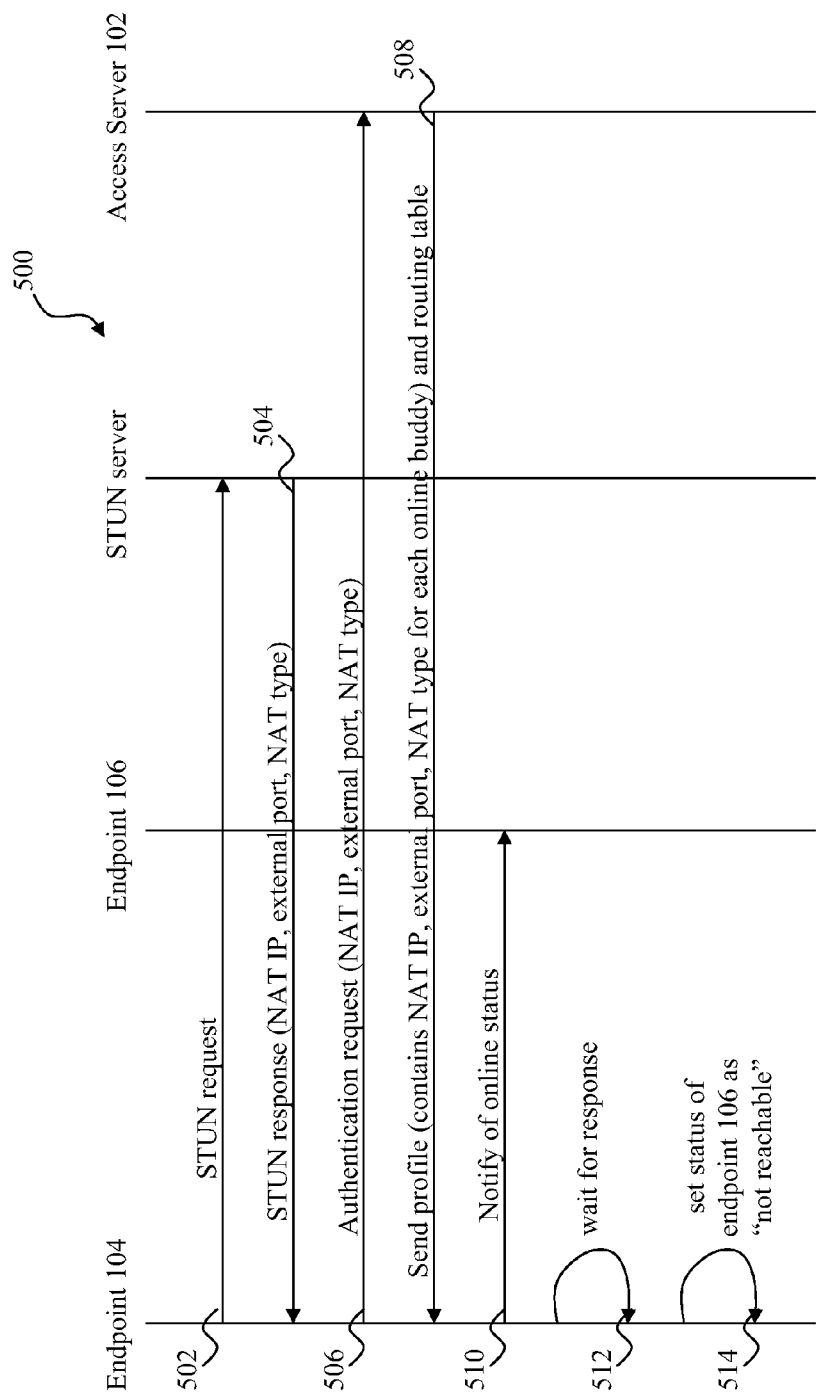 500
Endpoint 104
Endpoint 106
STUN server
Access Server 102
502
STUN request
504
STUN response (NAT IP, external port, NAT type)
506
Authentication request (NAT IP, external port, NAT type)
508
Send profile (contains NAT IP, external port, NAT type for each online buddy) and routing table
510
Notify of online status
512
wait for response
514
set status of
endpoint 106 as
“not reachable”